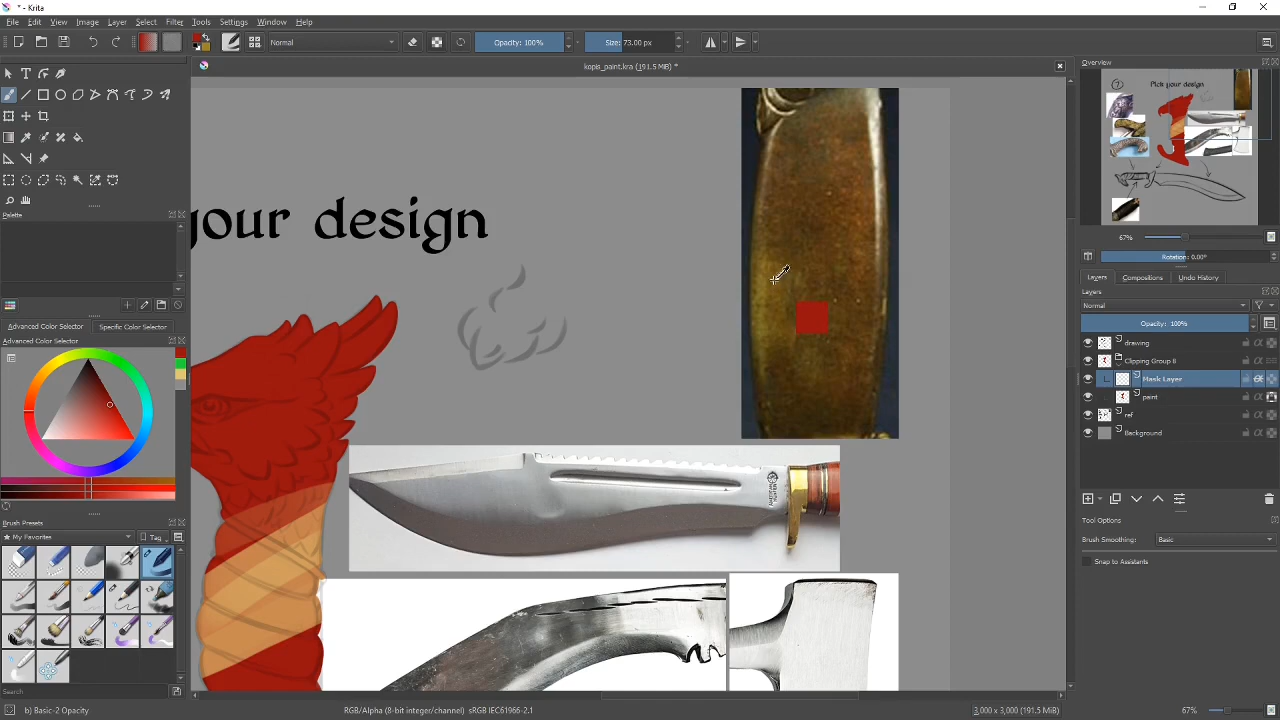 * - Krita
File Edit View Image Layer Select Filter Tools Settings Window Help
Normal Opacity: 100% Size: 73.00 px
kopis_paint.kra (191.5 MiB) *
your design
Palette
Advanced Color Selector Specific Color Selector
Advanced Color Selector
Brush Presets
My Favorites Tag
Search
b) Basic-2 Opacity RGB/Alpha (8-bit integer/channel) sRGB IEC61966-2.1 3,000 x 3,000 (191.5 MiB) 67%
Overview
Pick your design
67%
Rotation: 0.00°
Layers Compositions Undo History
Layers
Normal
Opacity: 100%
drawing
Clipping Group 8
Mask Layer
paint
ref
Background
Tool Options
Brush Smoothing: Basic
Snap to Assistants